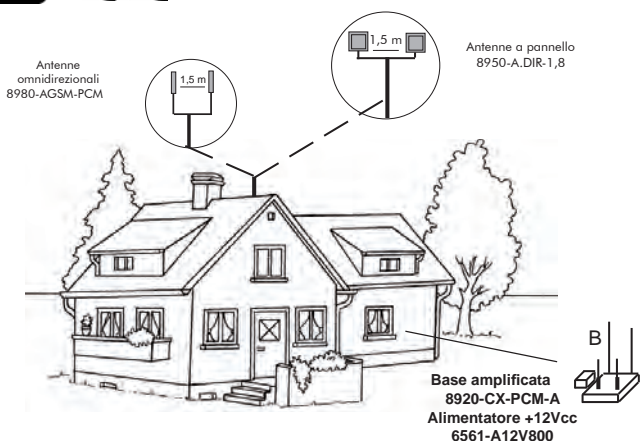 Antenne
omnidirezionali
8980-AGSM-PCM
1,5 m
1,5 m
Antenne a pannello
8950-A.DIR-1,8
B
Base amplificata
8920-CX-PCM-A
Alimentatore +12Vcc
6561-A12V800